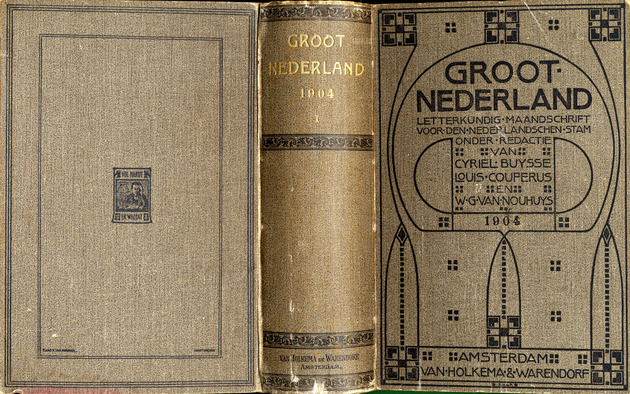 GROOT
NEDERLAND
1904
I
VAN HOLKEMA & WARENDORF
AMSTERDAM.
GROOT-
NEDERLAND
LETTERKUNDIG·MAANDSCHRIFT
VOOR·DEN·NEDERLANDSCHEN·STAM
ONDER·REDACTIE
VAN
CYRIEL·BUYSSE
LOUIS·COUPERUS
EN
W·G·VAN·NOUHUYS
1904
AMSTERDAM
VAN·HOLKEMA·&·WARENDORF